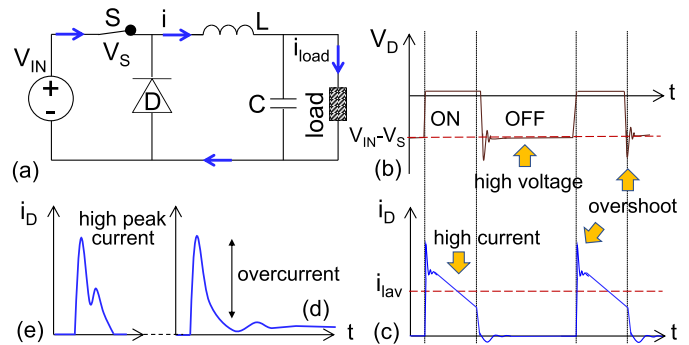 (a)
S
i
L
V_S
i_load
V_IN
+
-
D
C
load
V_D
t
ON
OFF
V_IN–V_S
(b)
high voltage
overshoot
i_D
high current
i_lav
(c)
t
i_D
high peak
current
overcurrent
(d)
(e)
t